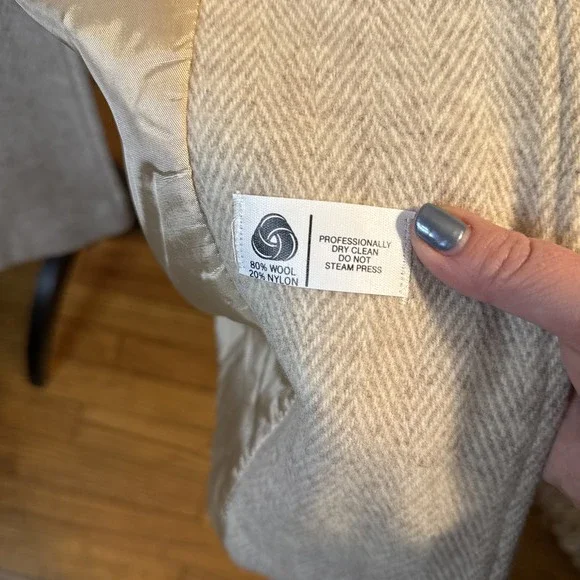 80% WOOL
20% NYLON
PROFESSIONALLY
DRY CLEAN
DO NOT
STEAM PRESS